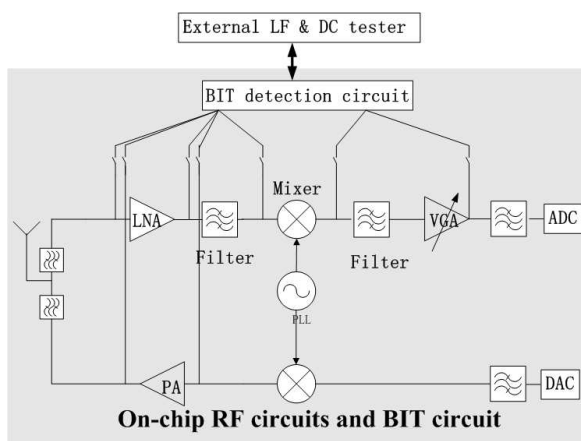 External LF & DC tester
BIT detection circuit
Mixer
LNA
VGA
ADC
Filter
Filter
PLL
PA
DAC
On-chip RF circuits and BIT circuit